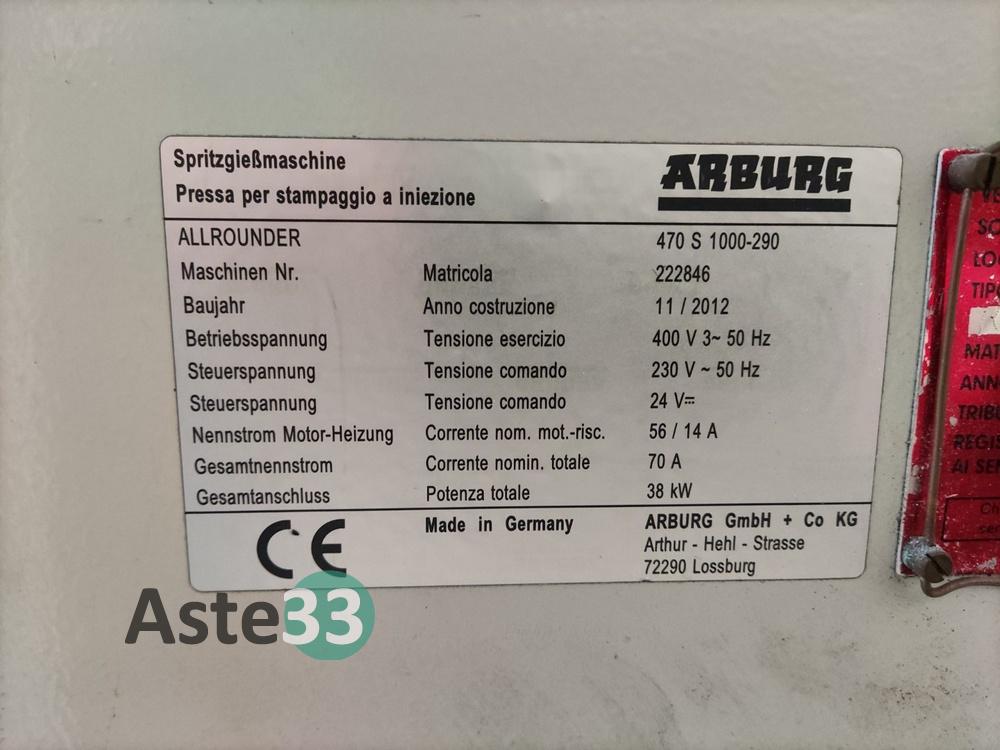 Spritzgießmaschine
Pressa per stampaggio a iniezione
ARBURG
ALLROUNDER 470 S 1000-290
Maschinen Nr. Matricola 222846
Baujahr Anno costruzione 11 / 2012
Betriebsspannung Tensione esercizio 400 V 3~ 50 Hz
Steuerspannung Tensione comando 230 V ~ 50 Hz
Steuerspannung Tensione comando 24 V⎓
Nennstrom Motor-Heizung Corrente nom. mot.-risc. 56 / 14 A
Gesamtnennstrom Corrente nomin. totale 70 A
Gesamtanschluss Potenza totale 38 kW
CE
Made in Germany
ARBURG GmbH + Co KG
Arthur - Hehl - Strasse
72290 Lossburg
Aste33
AI